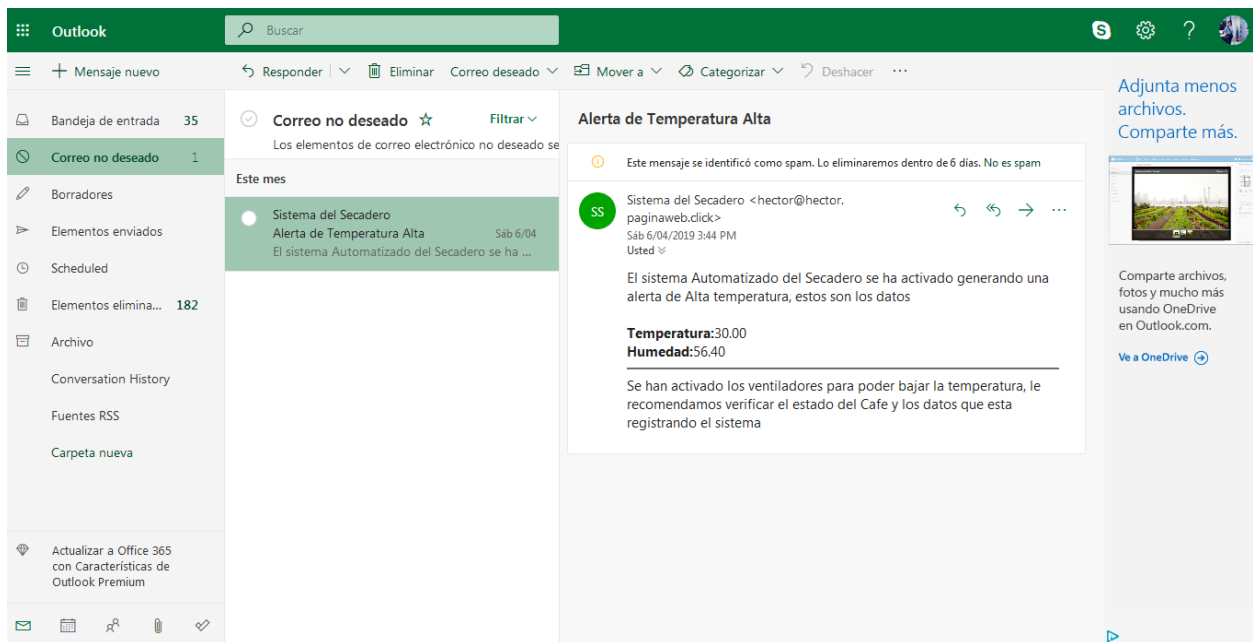 Outlook
Buscar
Mensaje nuevo
Responder
Eliminar
Correo deseado
Mover a
Categorizar
Deshacer
Bandeja de entrada 35
Correo no deseado 1
Borradores
Elementos enviados
Scheduled
Elementos elimina... 182
Archivo
Conversation History
Fuentes RSS
Carpeta nueva
Actualizar a Office 365
con Características de
Outlook Premium
Correo no deseado
Filtrar
Los elementos de correo electrónico no deseado se
Este mes
Sistema del Secadero
Alerta de Temperatura Alta Sáb 6/04
El sistema Automatizado del Secadero se ha ...
Alerta de Temperatura Alta
Este mensaje se identificó como spam. Lo eliminaremos dentro de 6 días. No es spam
SS
Sistema del Secadero <hector@hector.
paginaweb.click>
Sáb 6/04/2019 3:44 PM
Usted
El sistema Automatizado del Secadero se ha activado generando una
alerta de Alta temperatura, estos son los datos
Temperatura:30.00
Humedad:56.40
Se han activado los ventiladores para poder bajar la temperatura, le
recomendamos verificar el estado del Cafe y los datos que esta
registrando el sistema
Adjunta menos
archivos.
Comparte más.
Comparte archivos,
fotos y mucho más
usando OneDrive
en Outlook.com.
Ve a OneDrive